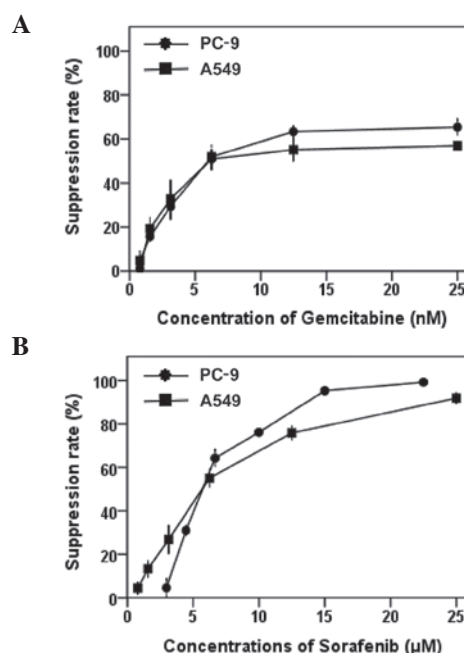 A
PC-9
A549
Suppression rate (%)
100
80
60
40
20
0
0
5
10
15
20
25
Concentration of Gemcitabine (nM)
B
PC-9
A549
Suppression rate (%)
100
80
60
40
20
0
0
5
10
15
20
25
Concentrations of Sorafenib (μM)